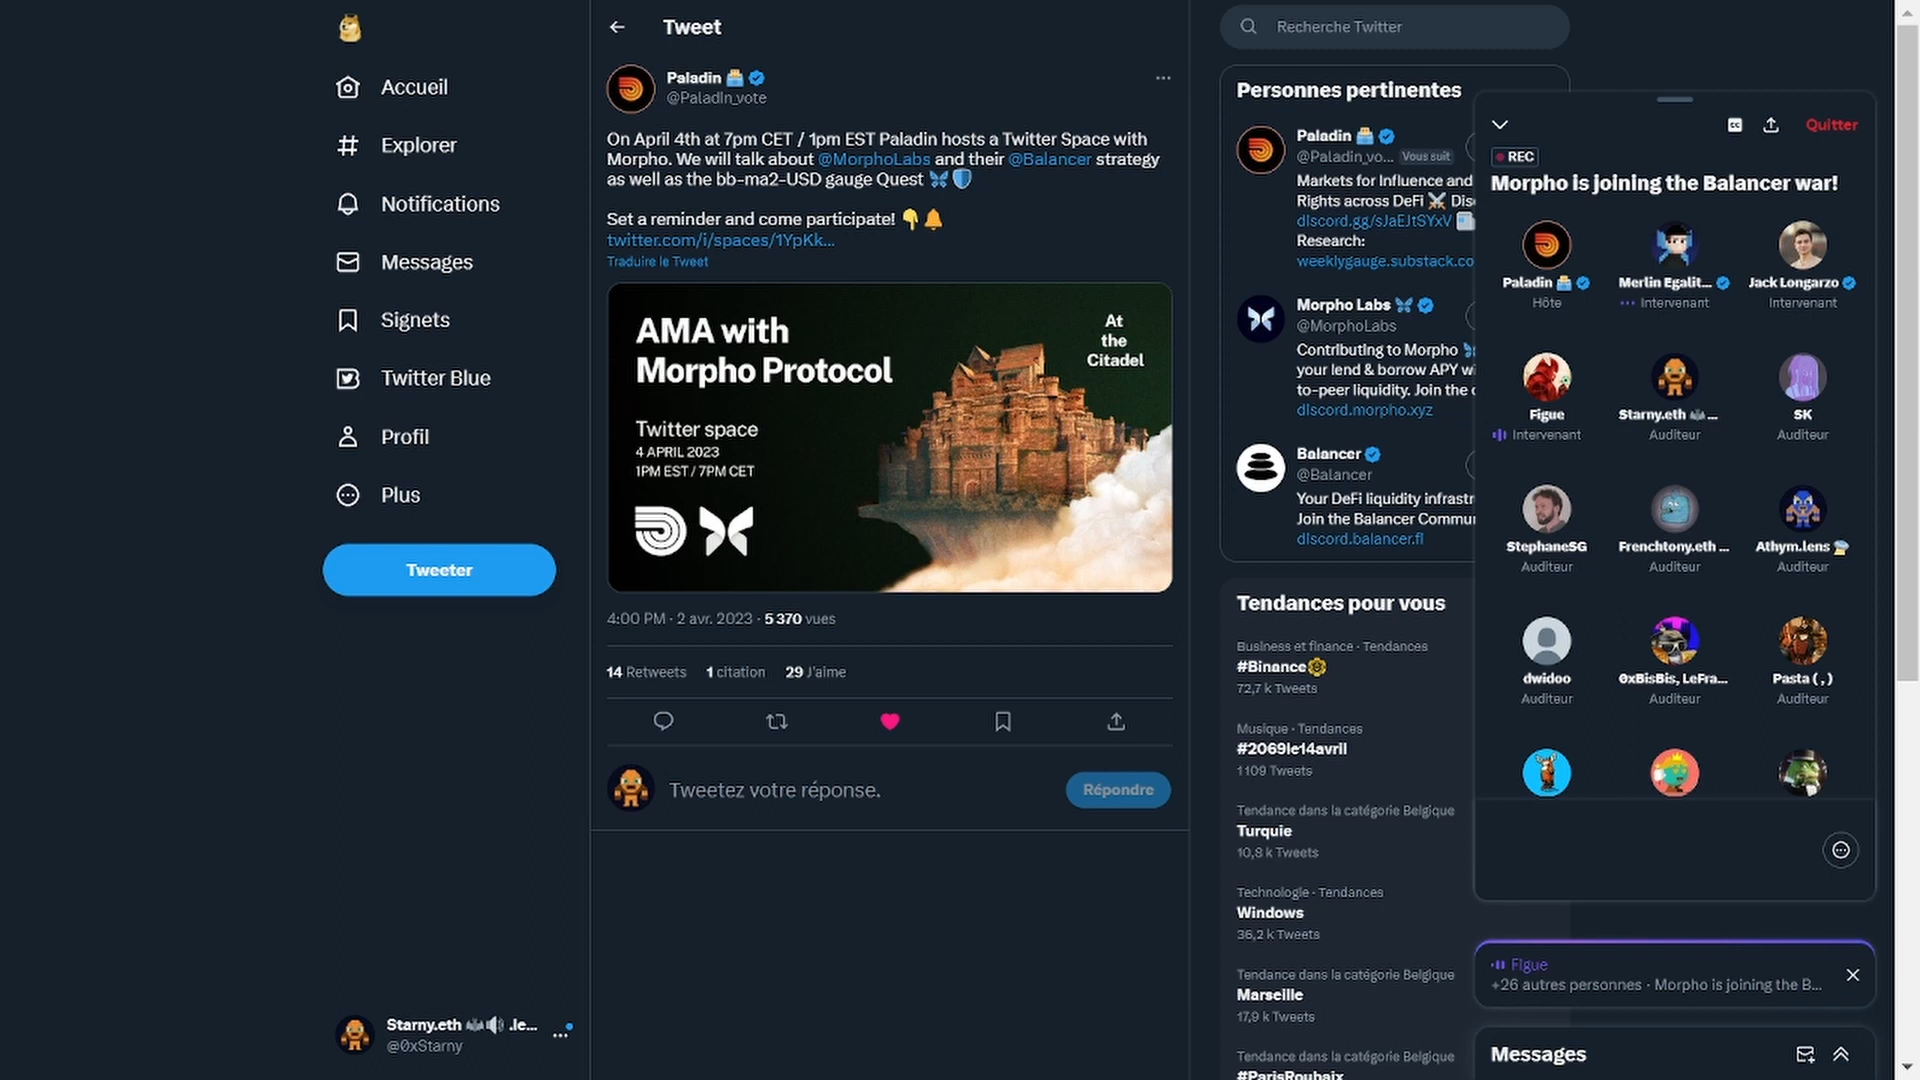 Accueil
Explorer
Notifications
Messages
Signets
Twitter Blue
Profil
Plus
Tweeter
Starny.eth .le...
@0xStarny
Tweet
Paladin
@Paladin_vote
On April 4th at 7pm CET / 1pm EST Paladin hosts a Twitter Space with
Morpho. We will talk about @MorphoLabs and their @Balancer strategy
as well as the bb-ma2-USD gauge Quest
Set a reminder and come participate!
twitter.com/i/spaces/1YpKk...
Traduire le Tweet
AMA with
Morpho Protocol
At
the
Citadel
Twitter space
4 APRIL 2023
1PM EST / 7PM CET
4:00 PM · 2 avr. 2023 · 5 370 vues
14 Retweets 1 citation 29 J'aime
Tweetez votre réponse.
Répondre
Recherche Twitter
Personnes pertinentes
Paladin
@Paladin_vo... Vous suit
Markets for Influence and
Rights across DeFi Dis
discord.gg/sJaEJtSYxV
Research:
weeklygauge.substack.co
Morpho Labs
@MorphoLabs
Contributing to Morpho
your lend & borrow APY wi
to-peer liquidity. Join the c
discord.morpho.xyz
Balancer
@Balancer
Your DeFi liquidity infrastr
Join the Balancer Commur
discord.balancer.fi
Tendances pour vous
Business et finance · Tendances
#Binance
72,7 k Tweets
Musique · Tendances
#2069le14avril
1 109 Tweets
Tendance dans la catégorie Belgique
Turquie
10,8 k Tweets
Technologie · Tendances
Windows
36,2 k Tweets
Tendance dans la catégorie Belgique
Marseille
17,9 k Tweets
Tendance dans la catégorie Belgique
#ParisRoubaix
Quitter
REC
Morpho is joining the Balancer war!
Paladin
Hôte
Merlin Egalit...
Intervenant
Jack Longarzo
Intervenant
Figue
Intervenant
Starny.eth ...
Auditeur
SK
Auditeur
StephaneSG
Auditeur
Frenchtony.eth ...
Auditeur
Athym.lens
Auditeur
dwidoo
Auditeur
0xBisBis, LeFra...
Auditeur
Pasta ( , )
Auditeur
Figue
+26 autres personnes · Morpho is joining the B...
Messages